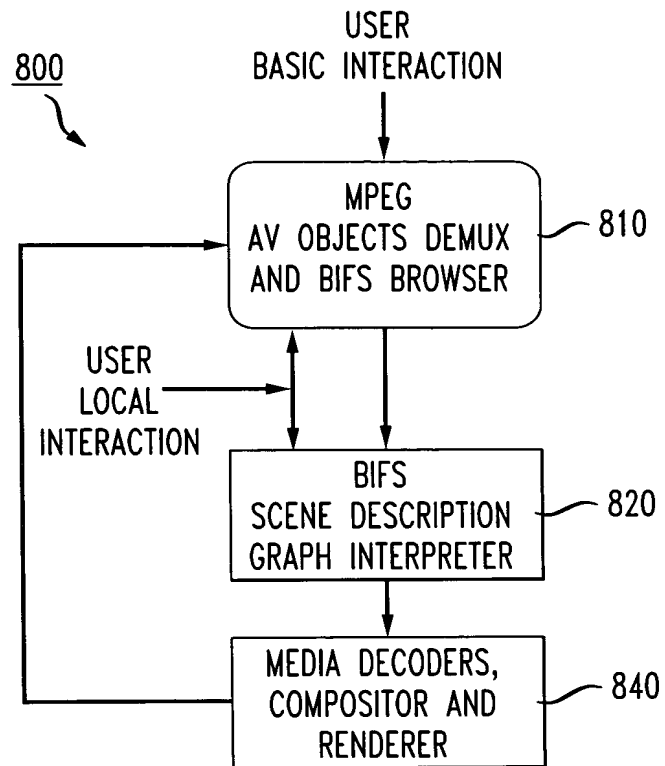 USER
BASIC INTERACTION
800
MPEG
AV OBJECTS DEMUX
AND BIFS BROWSER
810
USER
LOCAL
INTERACTION
BIFS
SCENE DESCRIPTION
GRAPH INTERPRETER
820
MEDIA DECODERS,
COMPOSITOR AND
RENDERER
840